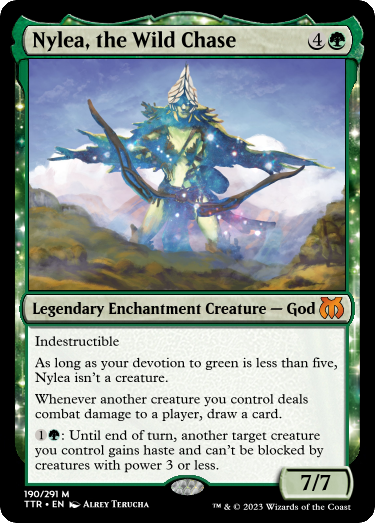 Nylea, the Wild Chase 4
Legendary Enchantment Creature — God
Indestructible
As long as your devotion to green is less than five,
Nylea isn't a creature.
Whenever another creature you control deals
combat damage to a player, draw a card.
1: Until end of turn, another target creature
you control gains haste and can't be blocked by
creatures with power 3 or less.
7/7
190/291 M
TTR • EN Alrey Terucha
™ & © 2023 Wizards of the Coast